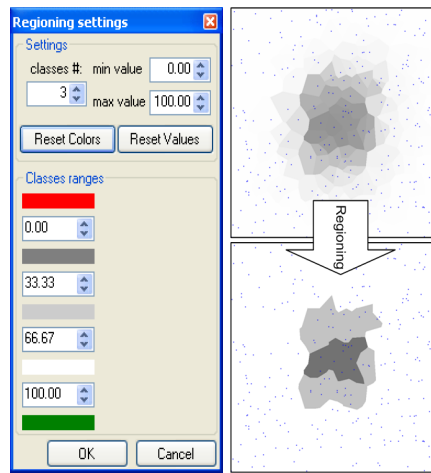 Regioning settings
Settings
classes #: min value 0.00
3 max value 100.00
Reset Colors Reset Values
Classes ranges
0.00
33.33
66.67
100.00
OK Cancel
Regioning